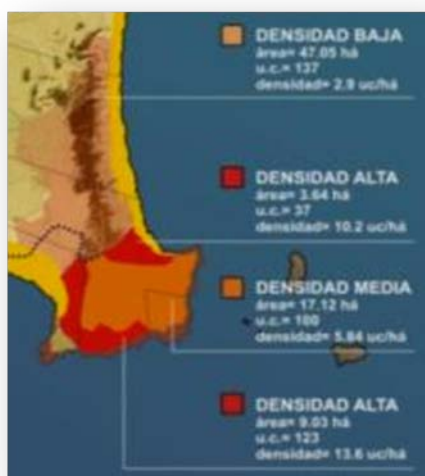 DENSIDAD BAJA
área= 47.05 há
u.c.= 137
densidad= 2.9 uc/há
DENSIDAD ALTA
área= 3.64 há
u.c.= 37
densidad= 10.2 uc/há
DENSIDAD MEDIA
área= 17.12 há
u.c.= 100
densidad= 5.84 uc/há
DENSIDAD ALTA
área= 9.03 há
u.c.= 123
densidad= 13.6 uc/há